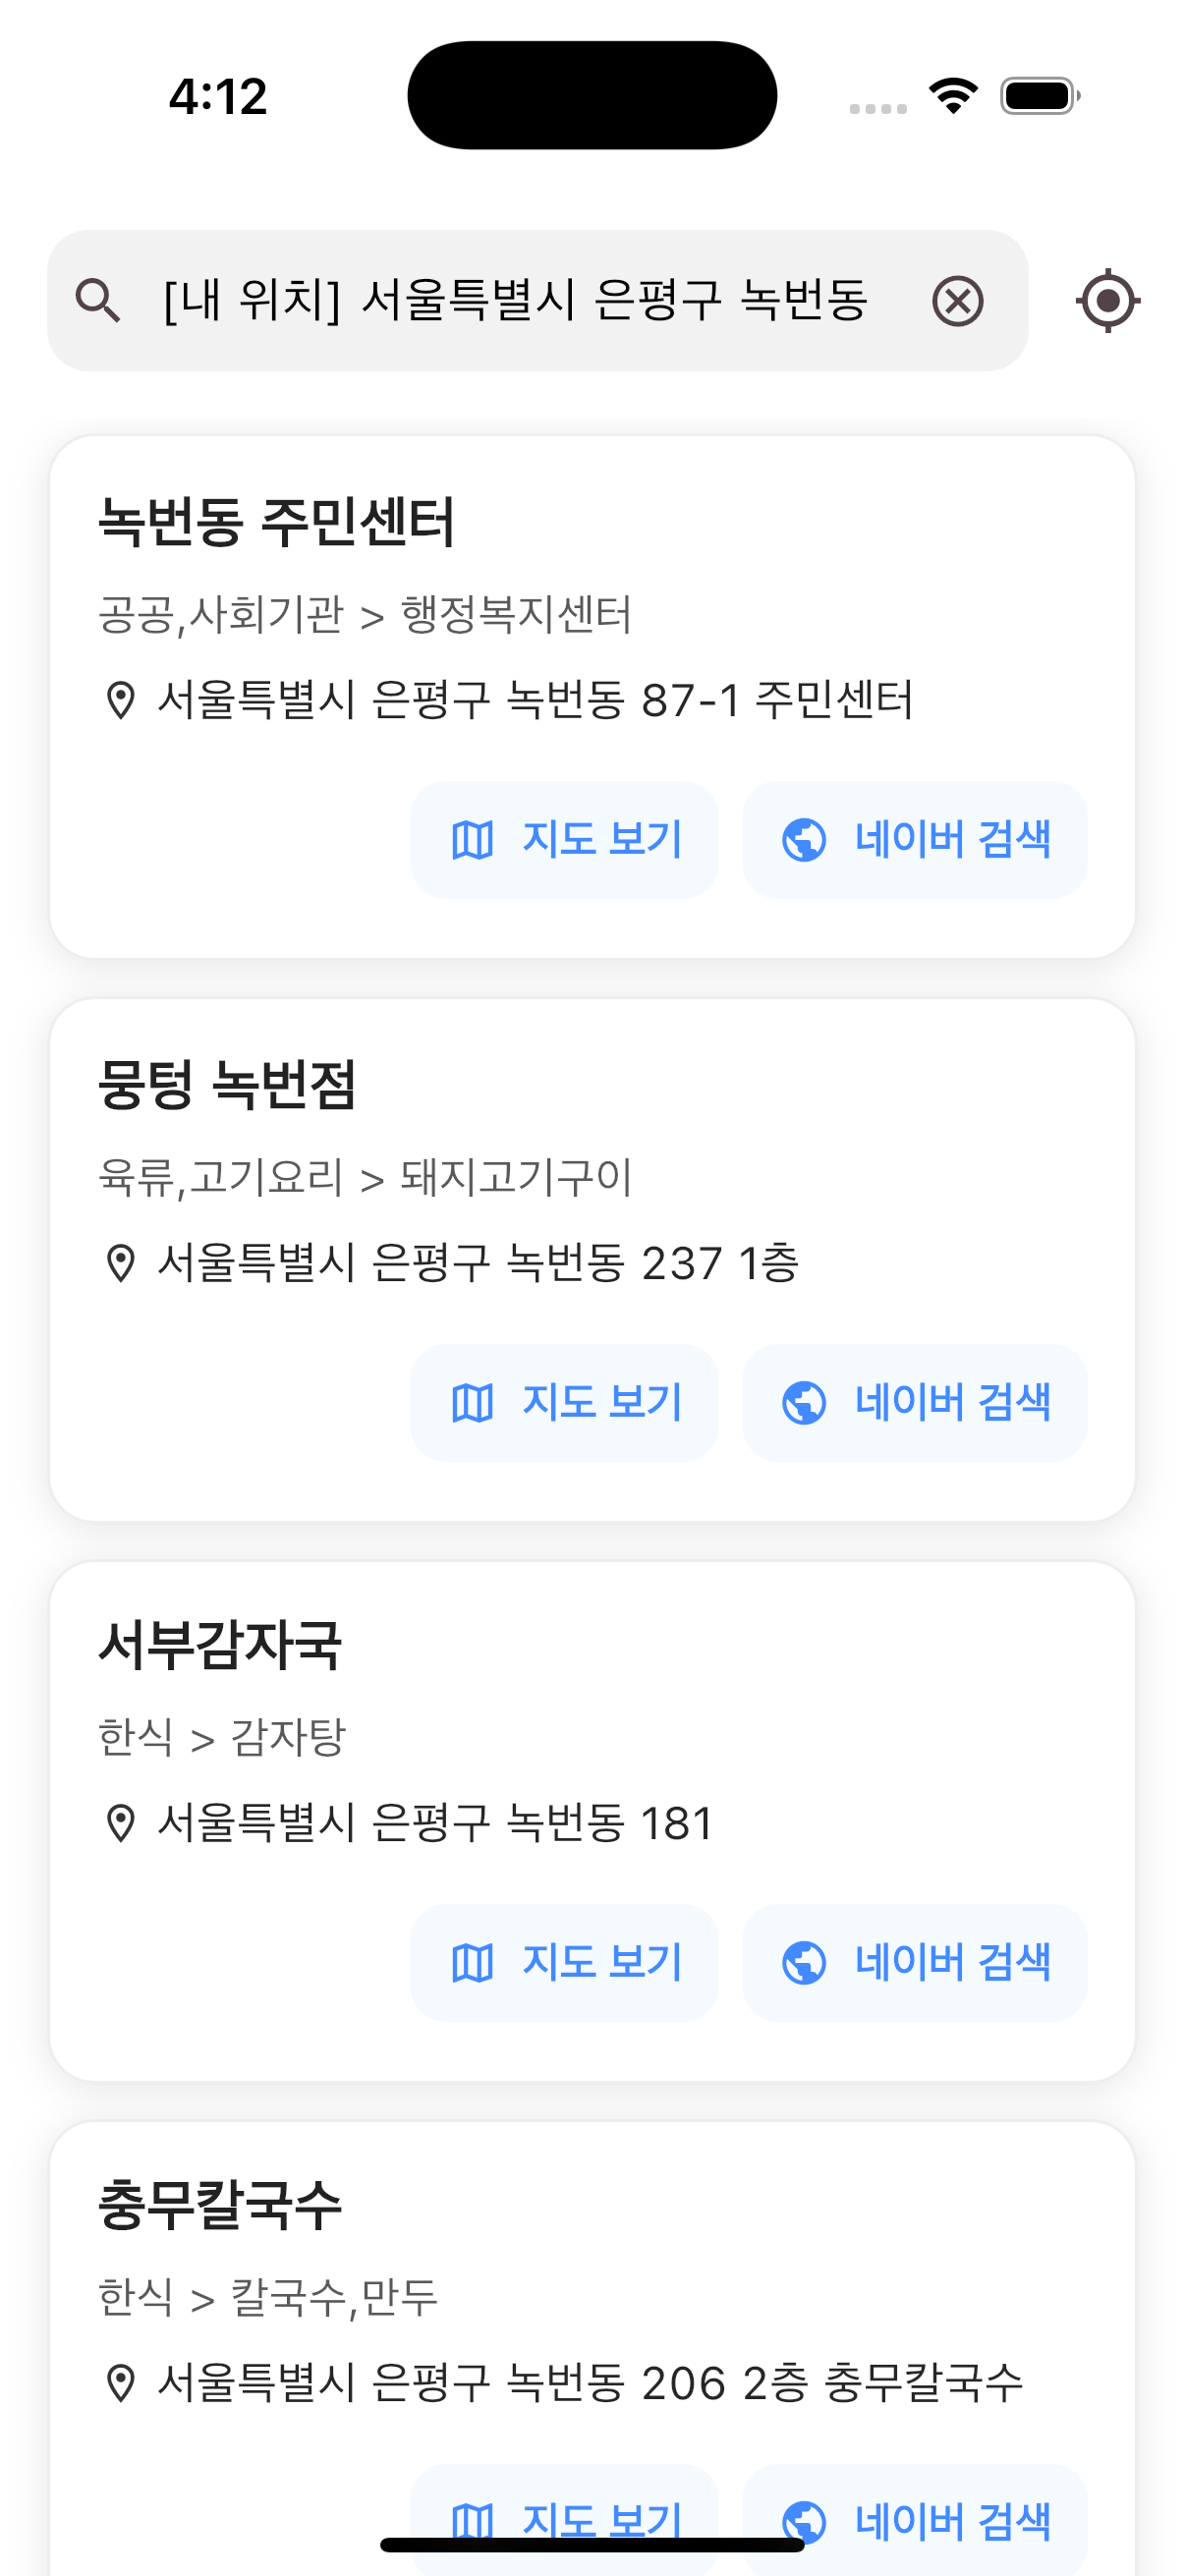 4:12
[내 위치] 서울특별시 은평구 녹번동
녹번동 주민센터
공공,사회기관 > 행정복지센터
서울특별시 은평구 녹번동 87-1 주민센터
지도 보기 네이버 검색
뭉텅 녹번점
육류,고기요리 > 돼지고기구이
서울특별시 은평구 녹번동 237 1층
지도 보기 네이버 검색
서부감자국
한식 > 감자탕
서울특별시 은평구 녹번동 181
지도 보기 네이버 검색
충무칼국수
한식 > 칼국수,만두
서울특별시 은평구 녹번동 206 2층 충무칼국수
지도 보기 네이버 검색